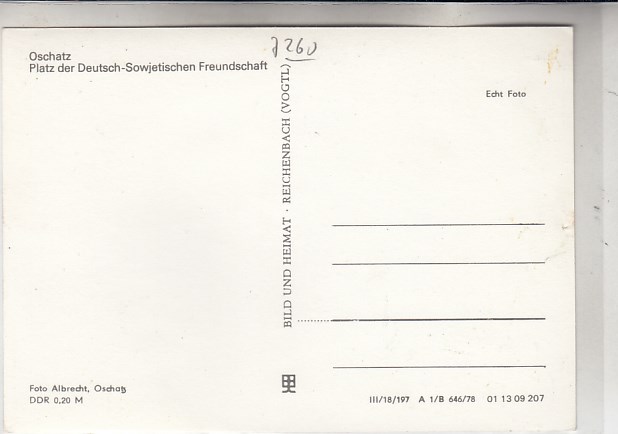 Oschatz
Platz der Deutsch-Sowjetischen Freundschaft
7260
Echt Foto
BILD UND HEIMAT · REICHENBACH (VOGTL)
Foto Albrecht, Oschatz
DDR 0,20 M
III/18/197 A 1/B 646/78 01 13 09 207